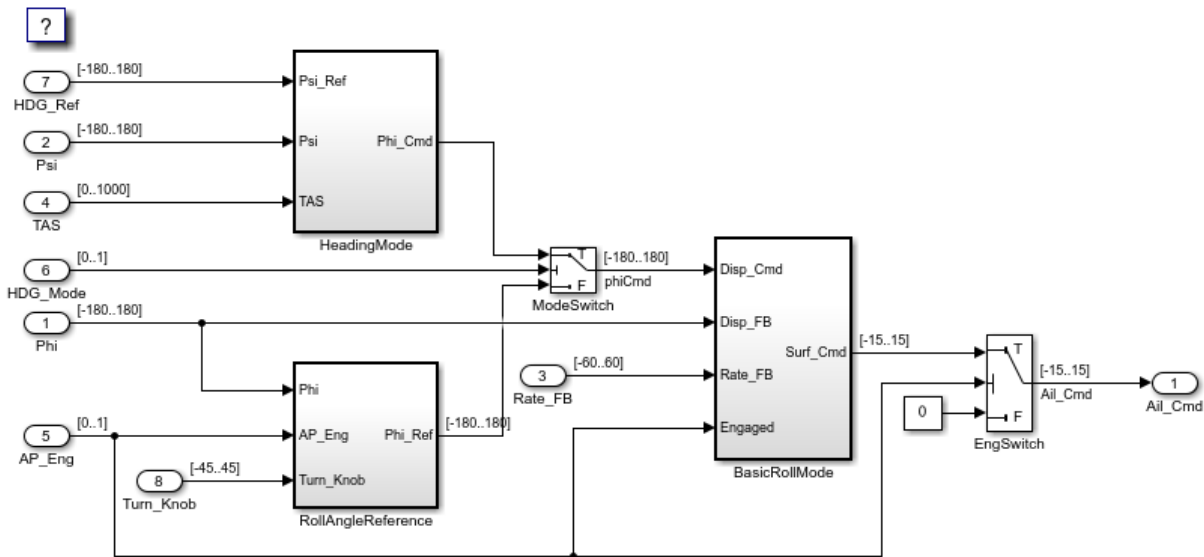 ?
[-180..180]
7
HDG_Ref
Psi_Ref
[-180..180]
2
Psi
Psi
Phi_Cmd
[0..1000]
4
TAS
TAS
HeadingMode
[0..1]
6
HDG_Mode
T
F
ModeSwitch
[-180..180]
phiCmd
Disp_Cmd
[-180..180]
1
Phi
Disp_FB
Surf_Cmd
[-15..15]
[-60..60]
3
Rate_FB
Rate_FB
Engaged
BasicRollMode
Phi
[0..1]
5
AP_Eng
AP_Eng
Phi_Ref
[-180..180]
[-45..45]
8
Turn_Knob
Turn_Knob
RollAngleReference
T
F
0
EngSwitch
[-15..15]
Ail_Cmd
1
Ail_Cmd